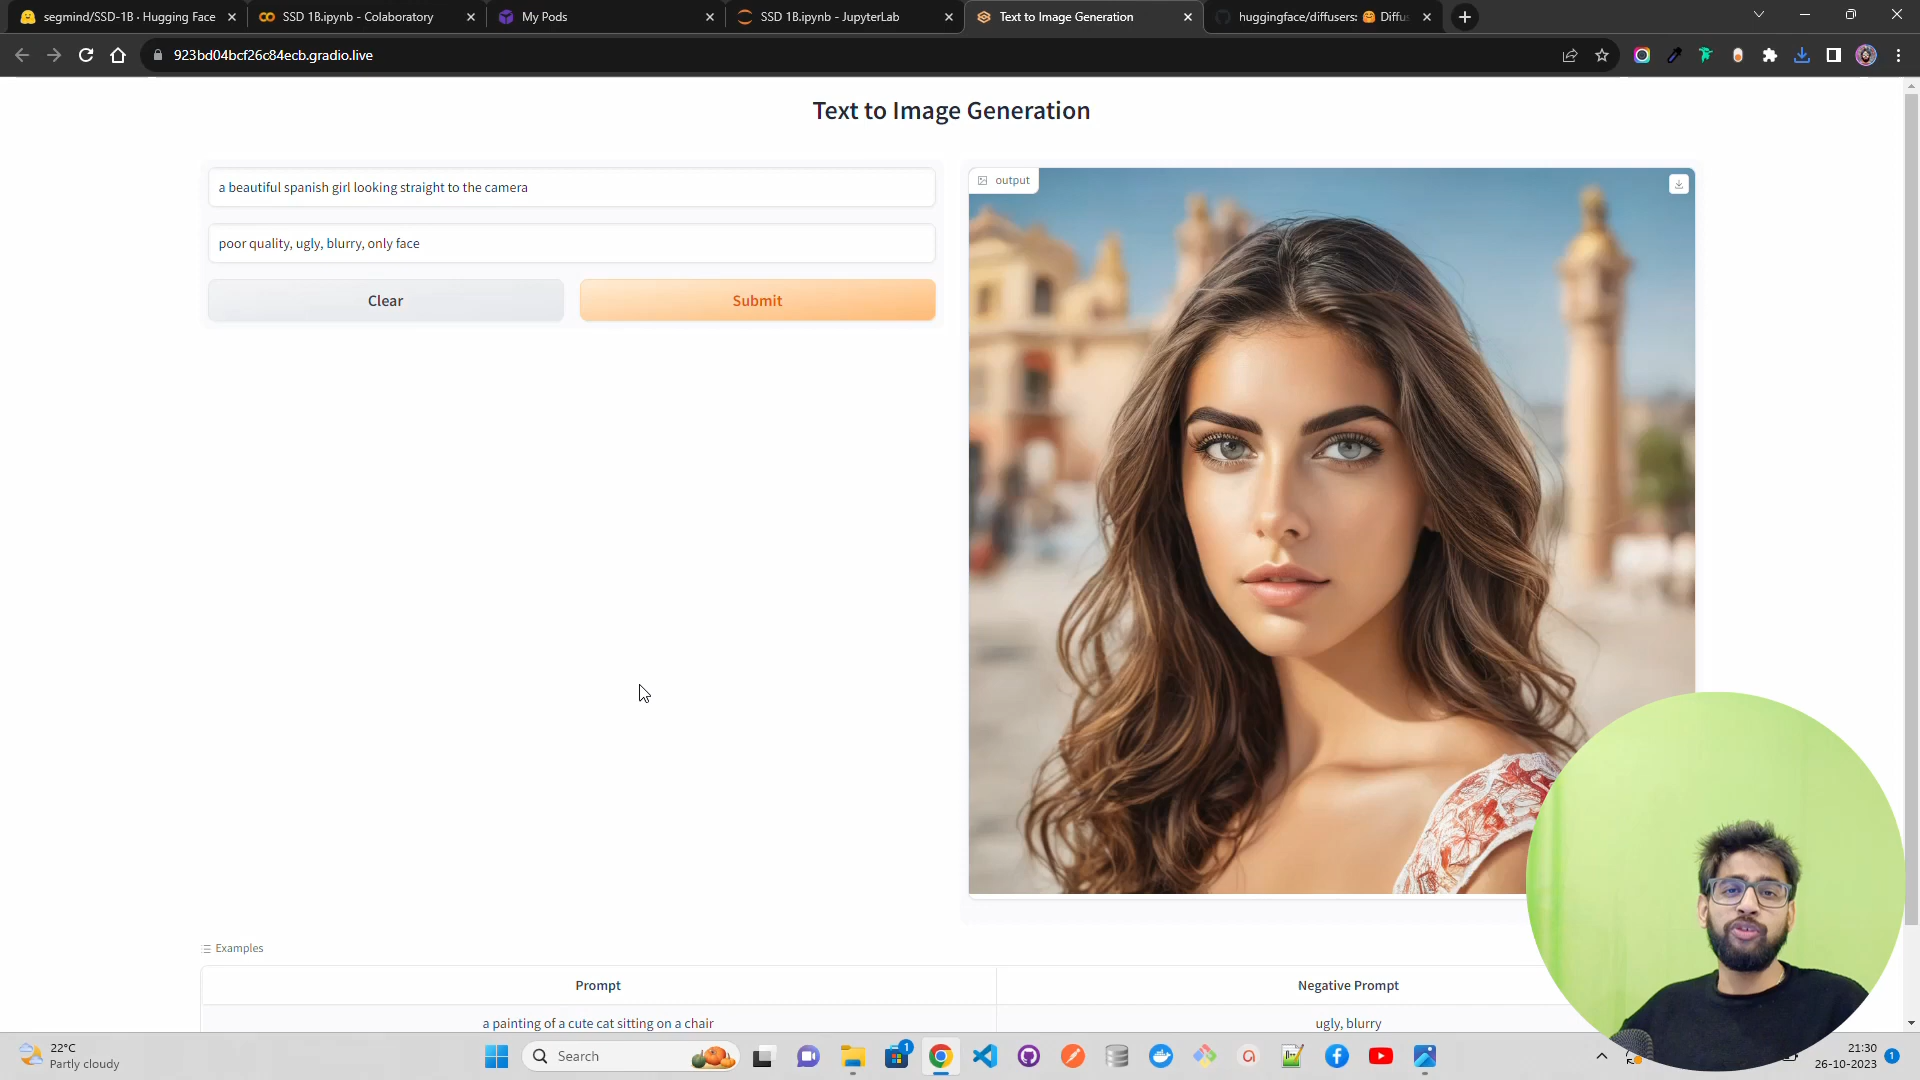 segmind/SSD-1B · Hugging Face
SSD 1B.ipynb - Colaboratory
My Pods
SSD 1B.ipynb - JupyterLab
Text to Image Generation
huggingface/diffusers: 🤗 Diffus
923bd04bcf26c84ecb.gradio.live
Text to Image Generation
a beautiful spanish girl looking straight to the camera
poor quality, ugly, blurry, only face
Clear
Submit
output
Examples
Prompt
Negative Prompt
a painting of a cute cat sitting on a chair
ugly, blurry
22°C
Partly cloudy
Search
1
21:30
26-10-2023
1